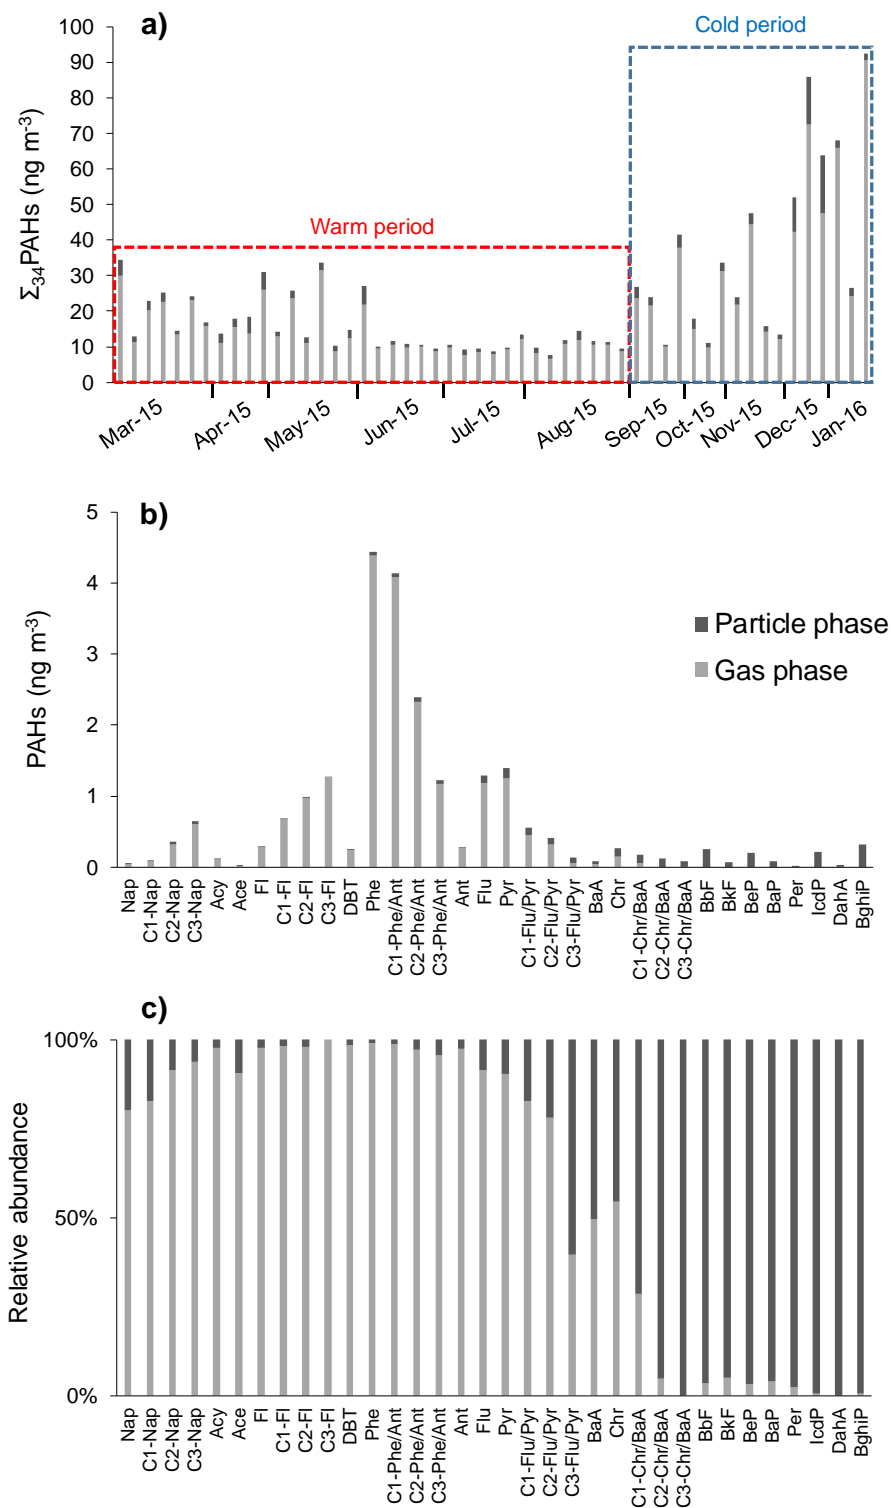 a)
Cold period
Warm period
Σ34PAHs (ng m-3)
100
90
80
70
60
50
40
30
20
10
0
Mar-15
Apr-15
May-15
Jun-15
Jul-15
Aug-15
Sep-15
Oct-15
Nov-15
Dec-15
Jan-16
b)
PAHs (ng m-3)
5
4
3
2
1
0
Particle phase
Gas phase
Nap
C1-Nap
C2-Nap
C3-Nap
Acy
Ace
Fl
C1-Fl
C2-Fl
C3-Fl
DBT
Phe
C1-Phe/Ant
C2-Phe/Ant
C3-Phe/Ant
Ant
Flu
Pyr
C1-Flu/Pyr
C2-Flu/Pyr
C3-Flu/Pyr
BaA
Chr
C1-Chr/BaA
C2-Chr/BaA
C3-Chr/BaA
BbF
BkF
BeP
BaP
Per
IcdP
DahA
BghiP
c)
Relative abundance
100%
50%
0%
Nap
C1-Nap
C2-Nap
C3-Nap
Acy
Ace
Fl
C1-Fl
C2-Fl
C3-Fl
DBT
Phe
C1-Phe/Ant
C2-Phe/Ant
C3-Phe/Ant
Ant
Flu
Pyr
C1-Flu/Pyr
C2-Flu/Pyr
C3-Flu/Pyr
BaA
Chr
C1-Chr/BaA
C2-Chr/BaA
C3-Chr/BaA
BbF
BkF
BeP
BaP
Per
IcdP
DahA
BghiP